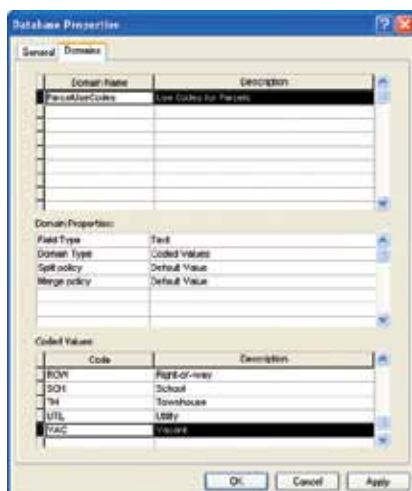 Database Properties
General Domains
Domain Name Description
ParcelUseCodes Use Codes for Parcels
Domain Properties:
Field Type Text
Domain Type Coded Values
Split policy Default Value
Merge policy Default Value
Coded Values:
Code Description
ROW Right-of-way
SCH School
TH Townhouse
UTIL Utility
VAC Vacant
OK Cancel Apply